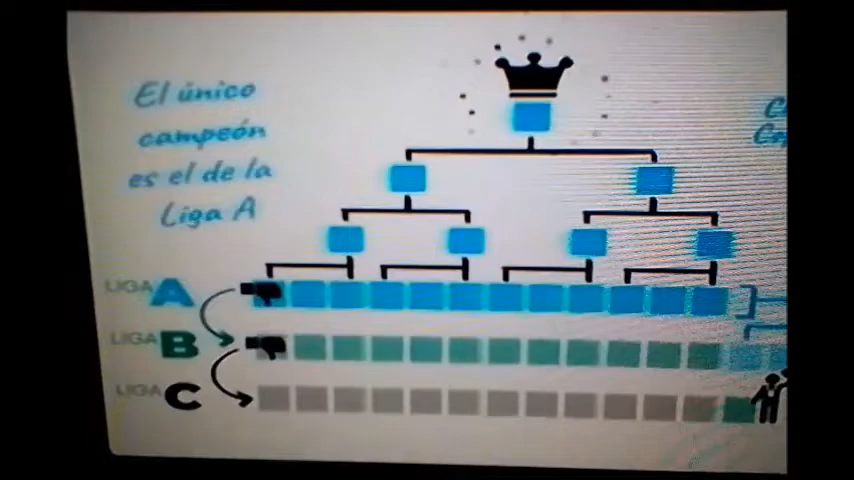 El único
campeón
es el de la
Liga A
LIGA A
LIGA B
LIGA C